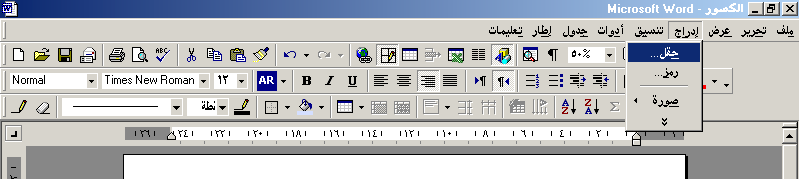 الكسور - Microsoft Word
ملف تحرير عرض إدراج تنسيق أدوات جدول إطار تعليمات
حقل...
رمز...
صورة
٥٠%
Normal Times New Roman ١٢ AR B I U
نقطة